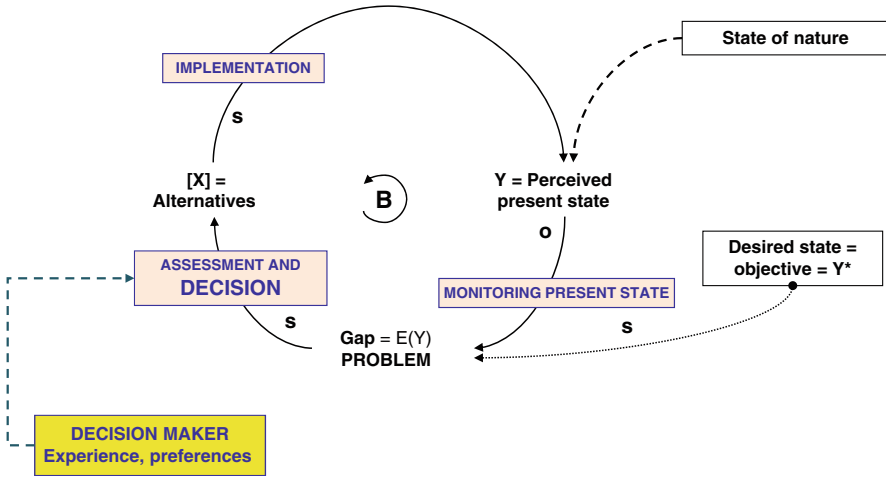 State of nature
IMPLEMENTATION
s
[X] =
Alternatives
B
Y = Perceived
present state
o
Desired state =
objective = Y*
ASSESSMENT AND
DECISION
MONITORING PRESENT STATE
s
s
Gap = E(Y)
PROBLEM
DECISION MAKER
Experience, preferences